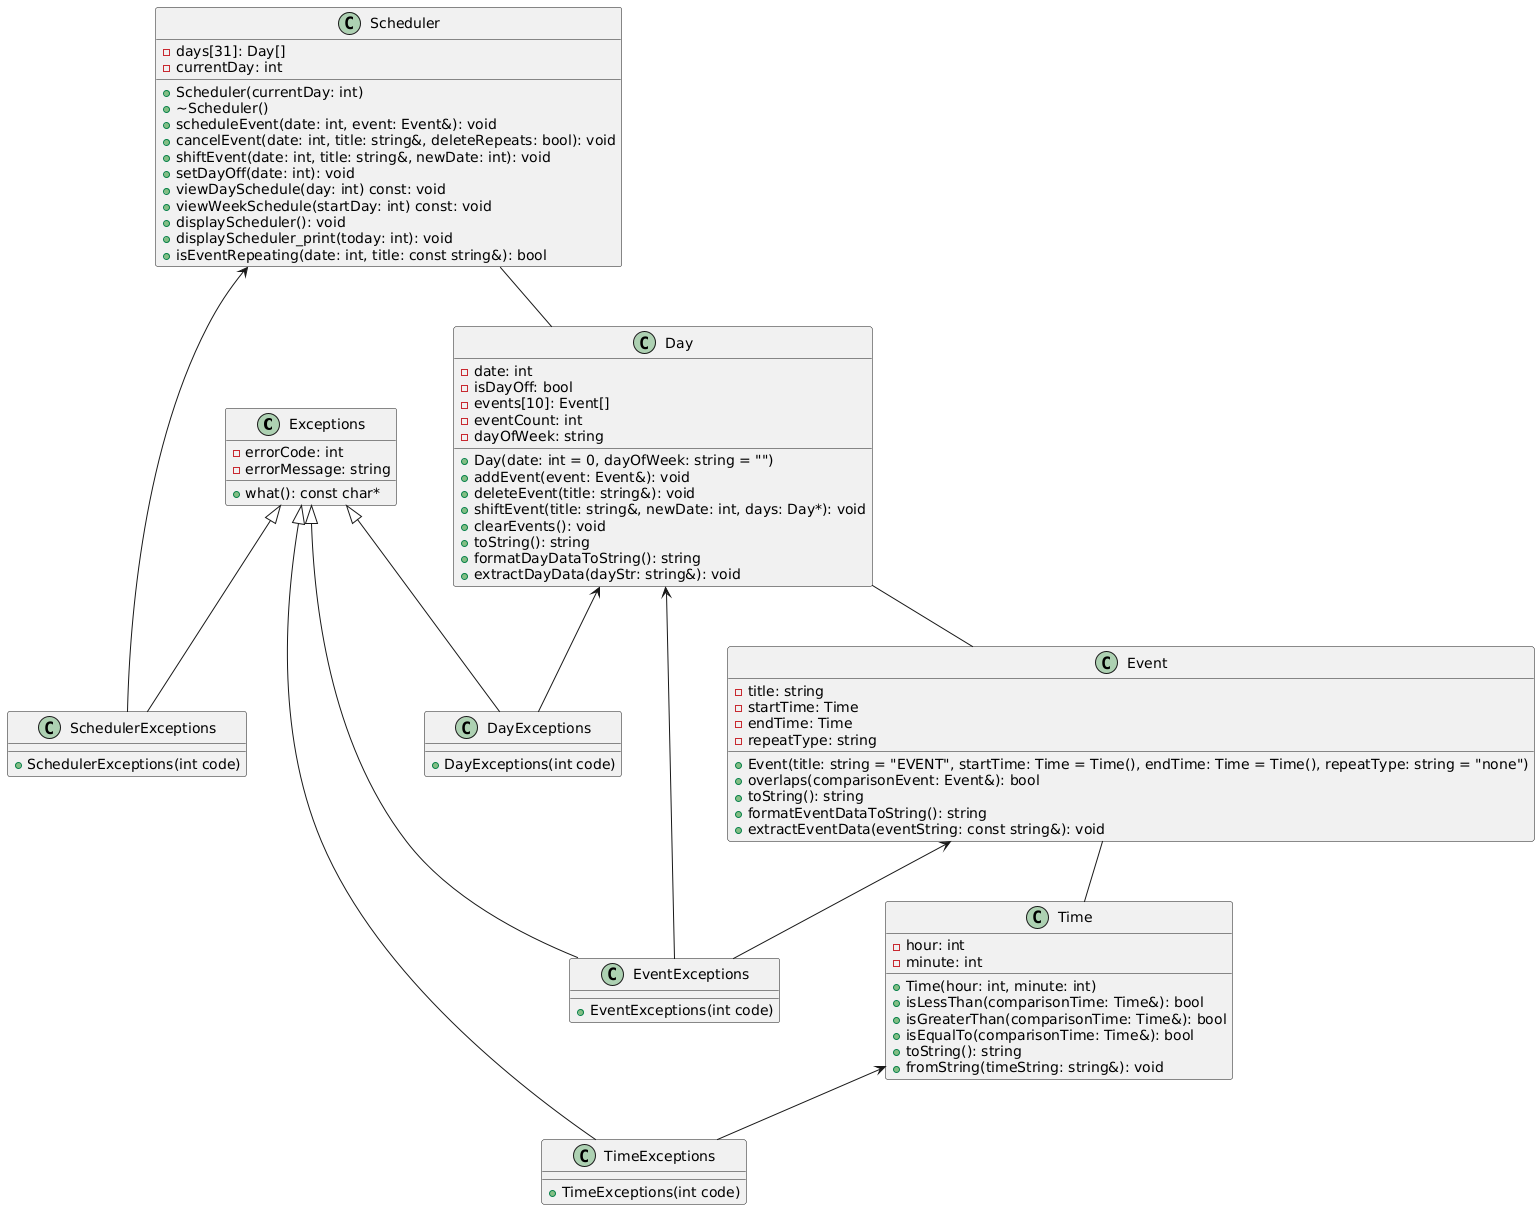 Scheduler
days[31]: Day[]
currentDay: int
Scheduler(currentDay: int)
~Scheduler()
scheduleEvent(date: int, event: Event&): void
cancelEvent(date: int, title: string&, deleteRepeats: bool): void
shiftEvent(date: int, title: string&, newDate: int): void
setDayOff(date: int): void
viewDaySchedule(day: int) const: void
viewWeekSchedule(startDay: int) const: void
displayScheduler(): void
displayScheduler_print(today: int): void
isEventRepeating(date: int, title: const string&): bool
Day
date: int
isDayOff: bool
events[10]: Event[]
eventCount: int
dayOfWeek: string
Day(date: int = 0, dayOfWeek: string = "")
addEvent(event: Event&): void
deleteEvent(title: string&): void
shiftEvent(title: string&, newDate: int, days: Day*): void
clearEvents(): void
toString(): string
formatDayDataToString(): string
extractDayData(dayStr: string&): void
Exceptions
errorCode: int
errorMessage: string
what(): const char*
Event
title: string
startTime: Time
endTime: Time
repeatType: string
Event(title: string = "EVENT", startTime: Time = Time(), endTime: Time = Time(), repeatType: string = "none")
overlaps(comparisonEvent: Event&): bool
toString(): string
formatEventDataToString(): string
extractEventData(eventString: const string&): void
SchedulerExceptions
SchedulerExceptions(int code)
DayExceptions
DayExceptions(int code)
Time
hour: int
minute: int
Time(hour: int, minute: int)
isLessThan(comparisonTime: Time&): bool
isGreaterThan(comparisonTime: Time&): bool
isEqualTo(comparisonTime: Time&): bool
toString(): string
fromString(timeString: string&): void
EventExceptions
EventExceptions(int code)
TimeExceptions
TimeExceptions(int code)